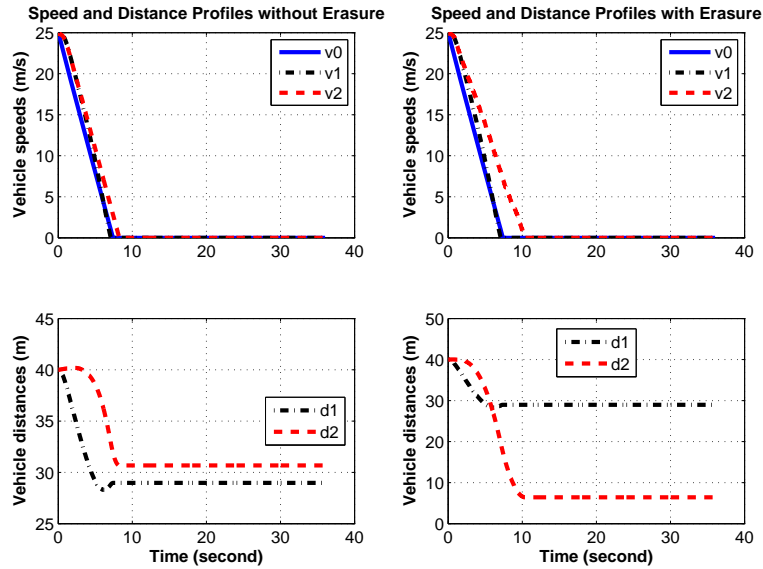 Speed and Distance Profiles without Erasure
Vehicle speeds (m/s)
25
20
15
10
5
0
0 10 20 30 40
v0
v1
v2
Speed and Distance Profiles with Erasure
Vehicle speeds (m/s)
25
20
15
10
5
0
0 10 20 30 40
v0
v1
v2
Vehicle distances (m)
45
40
35
30
25
0 10 20 30 40
Time (second)
d1
d2
Vehicle distances (m)
50
40
30
20
10
0
0 10 20 30 40
Time (second)
d1
d2